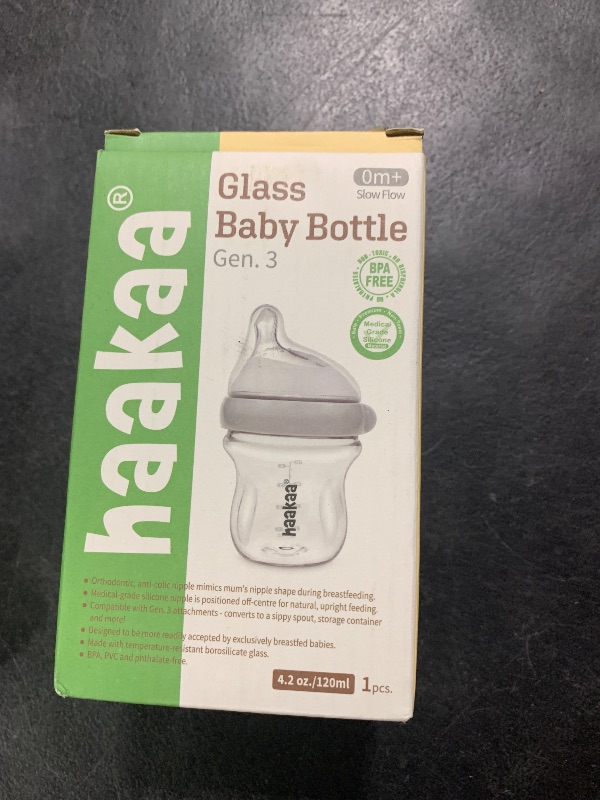 haakaa®
Glass
Baby Bottle
Gen. 3
0m+
Slow Flow
NON-TOXIC
BPA
FREE
Medical
Grade
Silicone
haakaa®
• Orthodontic, anti-colic nipple mimics mum's nipple shape during breastfeeding.
• Medical-grade silicone nipple is positioned off-centre for natural, upright feeding.
• Compatible with Gen. 3 attachments - converts to a sippy spout, storage container
and more!
• Designed to be more readily accepted by exclusively breastfed babies.
• Made with temperature-resistant borosilicate glass.
• BPA, PVC and phthalate-free.
4.2 oz./120ml
1pcs.